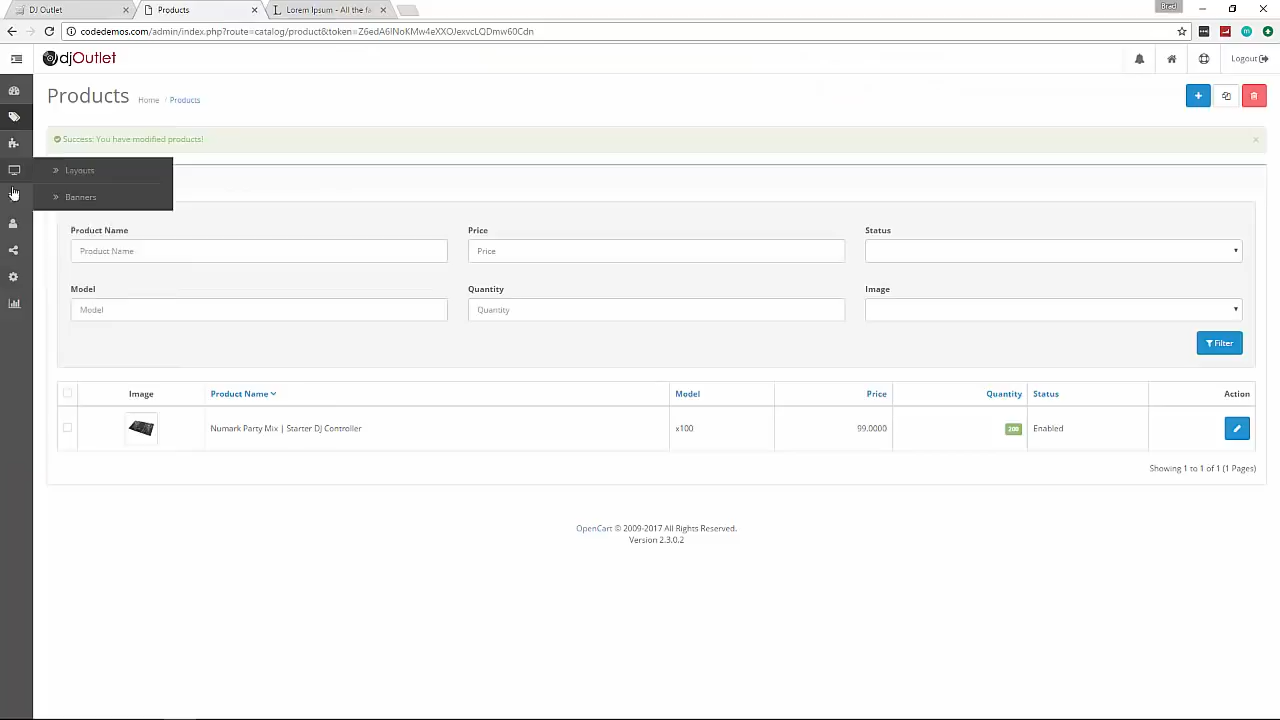 DJ Outlet
Products
Lorem Ipsum - All the fa
Brad
codedemos.com/admin/index.php?route=catalog/product&token=Z6edA6INoKMw4eXXOJexvcLQDmw60Cdn
djOutlet
Logout
Products
Home / Products
Success: You have modified products!
Layouts
Banners
Product Name
Price
Status
Product Name
Price
Model
Quantity
Image
Model
Quantity
Filter
Image
Product Name
Model
Price
Quantity
Status
Action
Numark Party Mix | Starter DJ Controller
x100
99.0000
200
Enabled
Showing 1 to 1 of 1 (1 Pages)
OpenCart © 2009-2017 All Rights Reserved.
Version 2.3.0.2